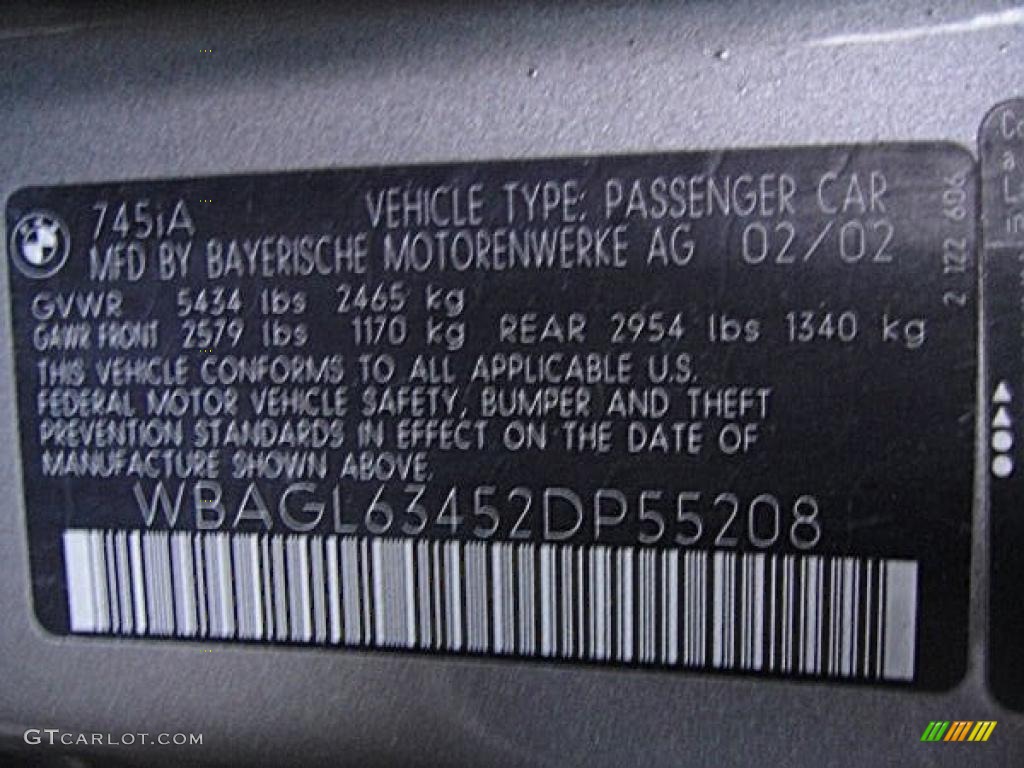 745iA VEHICLE TYPE: PASSENGER CAR
MFD BY BAYERISCHE MOTORENWERKE AG 02/02
GVWR 5434 lbs 2465 kg
GAWR FRONT 2579 lbs 1170 kg REAR 2954 lbs 1340 kg
THIS VEHICLE CONFORMS TO ALL APPLICABLE U.S.
FEDERAL MOTOR VEHICLE SAFETY, BUMPER AND THEFT
PREVENTION STANDARDS IN EFFECT ON THE DATE OF
MANUFACTURE SHOWN ABOVE.
WBAGL63452DP55208
2 122 606
GTCARLOT.COM